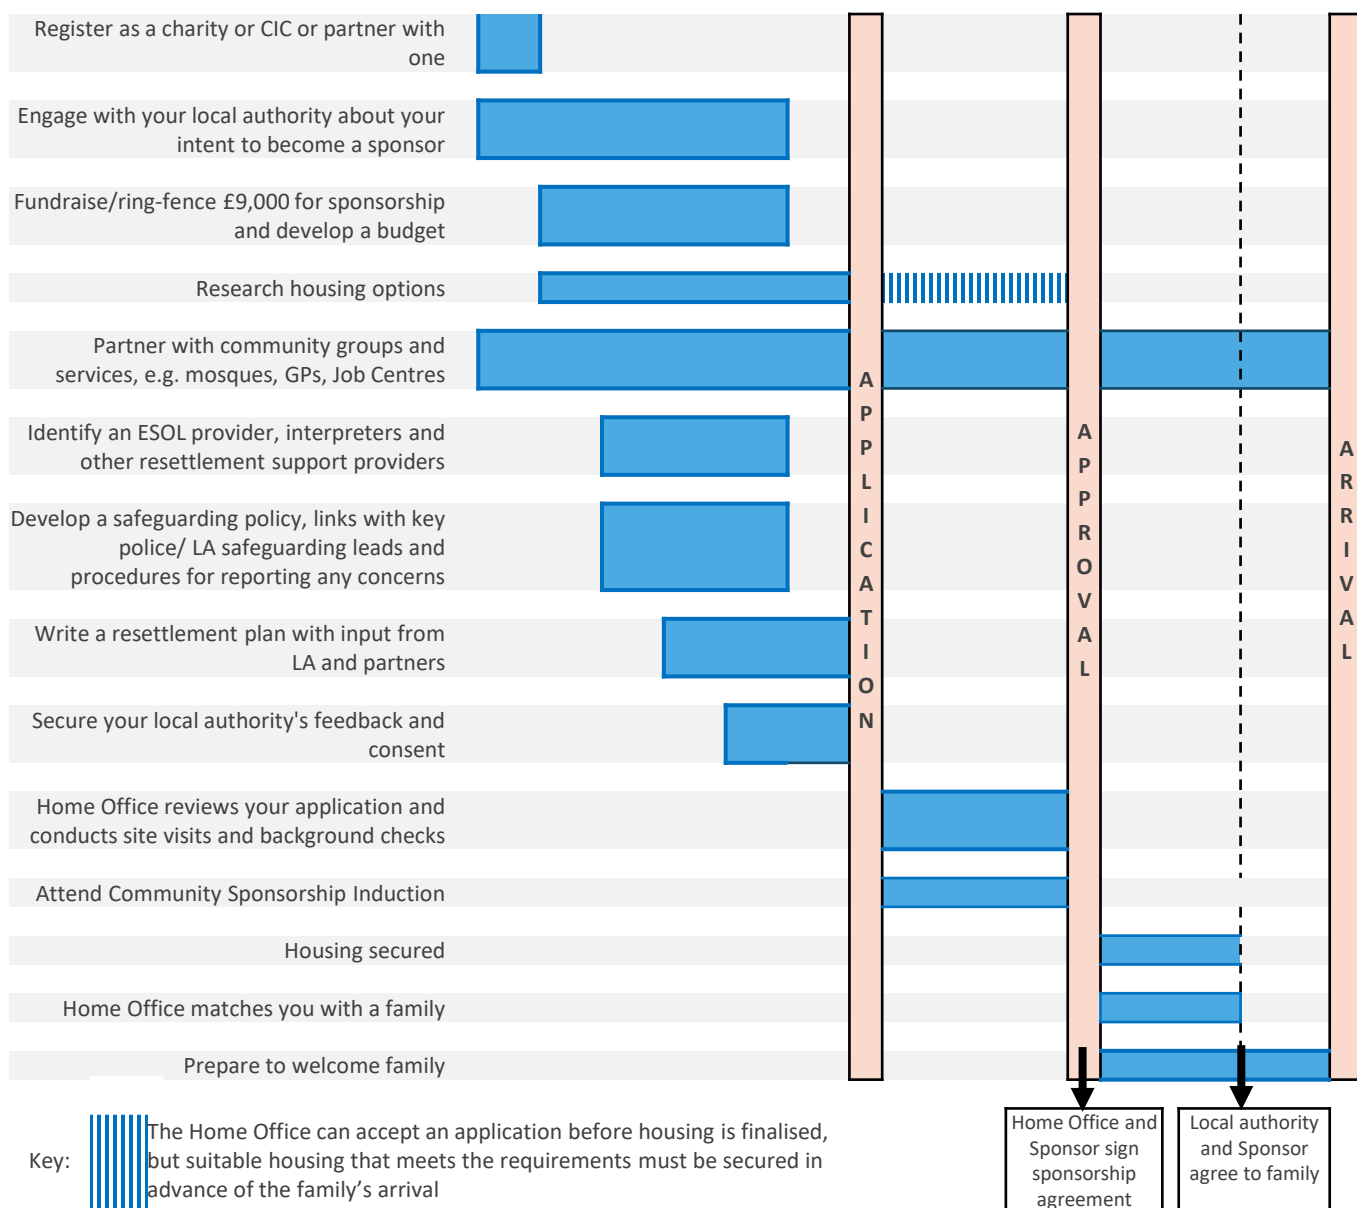 Register as a charity or CIC or partner with
one
Engage with your local authority about your
intent to become a sponsor
Fundraise/ring-fence £9,000 for sponsorship
and develop a budget
Research housing options
Partner with community groups and
services, e.g. mosques, GPs, Job Centres
Identify an ESOL provider, interpreters and
other resettlement support providers
Develop a safeguarding policy, links with key
police/ LA safeguarding leads and
procedures for reporting any concerns
Write a resettlement plan with input from
LA and partners
Secure your local authority's feedback and
consent
Home Office reviews your application and
conducts site visits and background checks
Attend Community Sponsorship Induction
Housing secured
Home Office matches you with a family
Prepare to welcome family
APPLICATION
APPROVAL
ARRIVAL
Key:
The Home Office can accept an application before housing is finalised,
but suitable housing that meets the requirements must be secured in
advance of the family’s arrival
Home Office and
Sponsor sign
sponsorship
agreement
Local authority
and Sponsor
agree to family